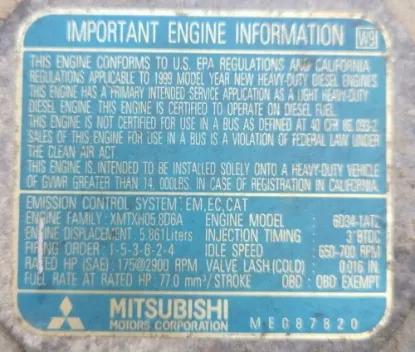 IMPORTANT ENGINE INFORMATION W9
THIS ENGINE CONFORMS TO U.S. EPA REGULATIONS AND CALIFORNIA
REGULATIONS APPLICABLE TO 1999 MODEL YEAR NEW HEAVY-DUTY DIESEL ENGINES.
THIS ENGINE HAS A PRIMARY INTENDED SERVICE APPLICATION AS A LIGHT HEAVY-DUTY
DIESEL ENGINE. THIS ENGINE IS CERTIFIED TO OPERATE ON DIESEL FUEL.
THIS ENGINE IS NOT CERTIFIED FOR USE IN A BUS AS DEFINED AT 40 CFR 86.093-2
SALES OF THIS ENGINE FOR USE IN A BUS IS A VIOLATION OF FEDERAL LAW UNDER
THE CLEAN AIR ACT.
THIS ENGINE IS INTENDED TO BE INSTALLED SOLELY ONTO A HEAVY-DUTY VEHICLE
OF GVWR GREATER THAN 14,000LBS. IN CASE OF REGISTRATION IN CALIFORNIA.
EMISSION CONTROL SYSTEM: EM,EC,CAT
ENGINE FAMILY: XMTXH05.8D6A ENGINE MODEL : 6D34-1AT2
ENGINE DISPLACEMENT : 5.861Liters INJECTION TIMING : 3°BTDC
FIRING ORDER : 1-5-3-6-2-4 IDLE SPEED : 650-700 RPM
RATED HP (SAE) : 175@2900 RPM VALVE LASH(COLD) : 0.016 IN.
FUEL RATE AT RATED HP : 77.0 mm³/STROKE OBD : OBD EXEMPT
MITSUBISHI
MOTORS CORPORATION ME087820